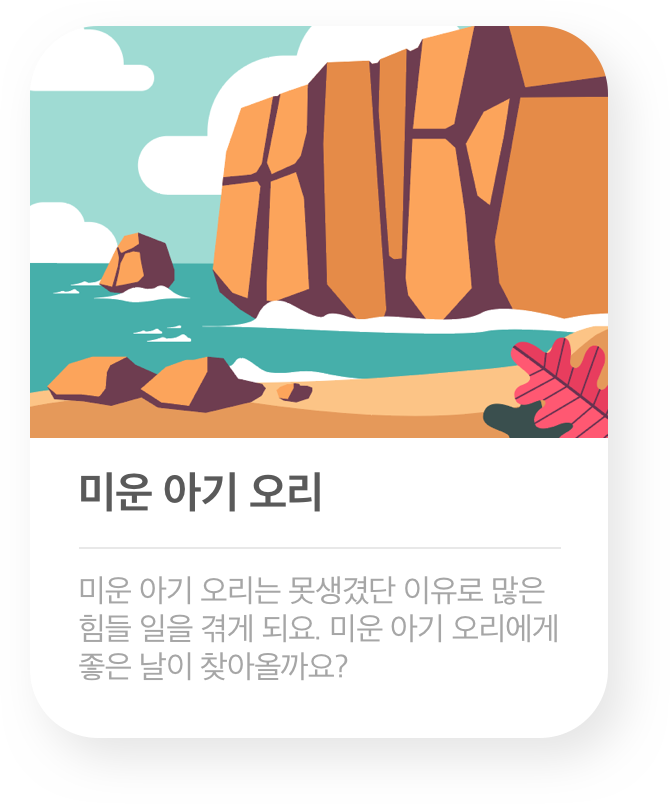 미운 아기 오리
미운 아기 오리는 못생겼단 이유로 많은
힘들 일을 겪게 되요. 미운 아기 오리에게
좋은 날이 찾아올까요?